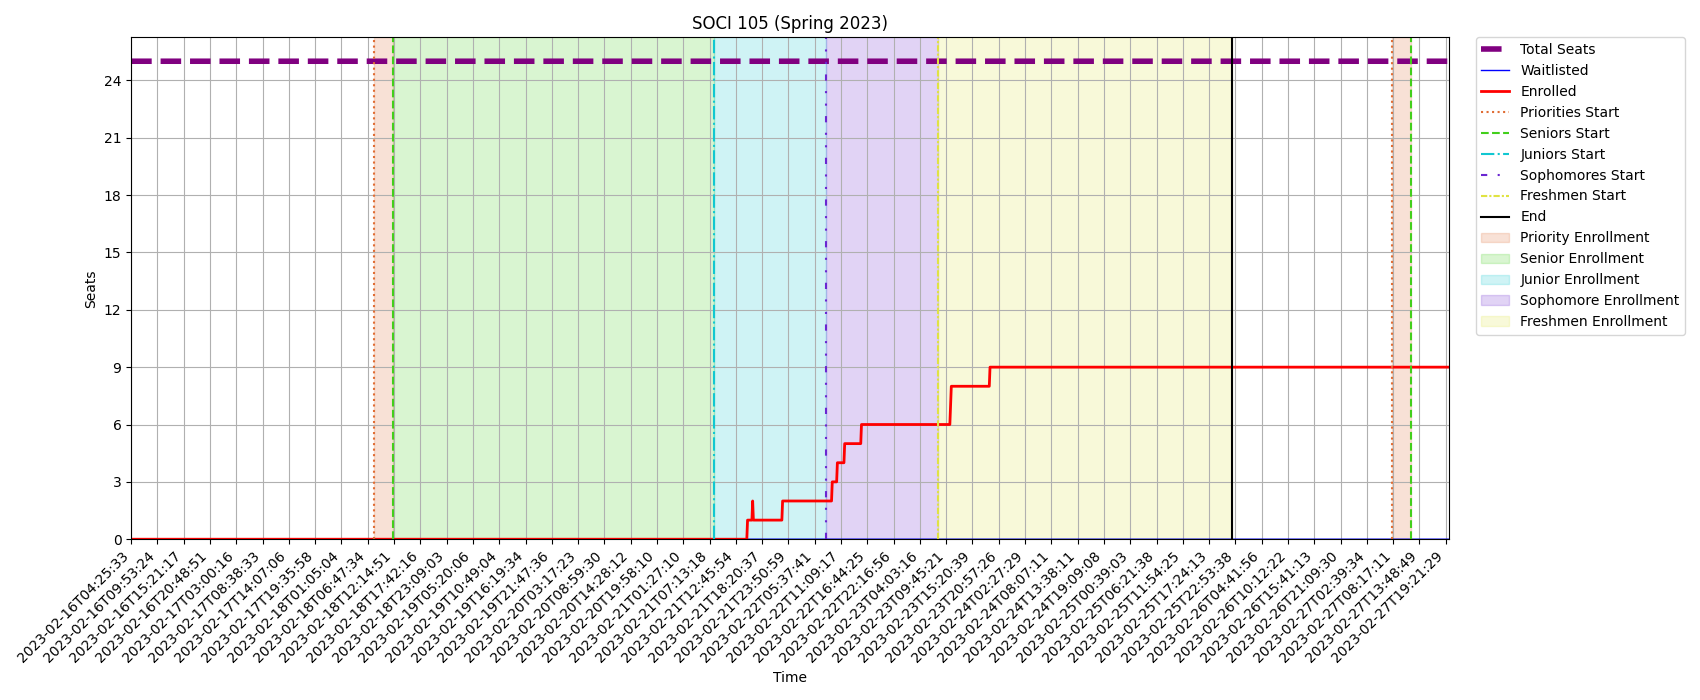 SOCI 105 (Spring 2023)
Seats
24
21
18
15
12
9
6
3
0
2023-02-16T04:25:33
2023-02-16T09:53:24
2023-02-16T15:21:17
2023-02-16T20:48:51
2023-02-17T03:00:16
2023-02-17T08:38:33
2023-02-17T14:07:06
2023-02-17T19:35:58
2023-02-18T01:05:04
2023-02-18T06:47:34
2023-02-18T12:14:51
2023-02-18T17:42:16
2023-02-18T23:09:03
2023-02-19T05:20:06
2023-02-19T10:49:04
2023-02-19T16:19:34
2023-02-19T21:47:36
2023-02-20T03:17:23
2023-02-20T08:59:30
2023-02-20T14:28:12
2023-02-20T19:58:10
2023-02-21T01:27:10
2023-02-21T07:13:18
2023-02-21T12:45:54
2023-02-21T18:20:37
2023-02-21T23:50:59
2023-02-22T05:37:41
2023-02-22T11:09:17
2023-02-22T16:44:25
2023-02-22T22:16:56
2023-02-23T04:03:16
2023-02-23T09:45:21
2023-02-23T15:20:39
2023-02-23T20:57:26
2023-02-24T02:27:29
2023-02-24T08:07:11
2023-02-24T13:38:11
2023-02-24T19:09:08
2023-02-25T00:39:03
2023-02-25T06:21:38
2023-02-25T11:54:25
2023-02-25T17:24:13
2023-02-25T22:53:38
2023-02-26T04:41:56
2023-02-26T10:12:22
2023-02-26T15:41:13
2023-02-26T21:09:30
2023-02-27T02:39:34
2023-02-27T08:17:11
2023-02-27T13:48:49
2023-02-27T19:21:29
Time
Total Seats
Waitlisted
Enrolled
Priorities Start
Seniors Start
Juniors Start
Sophomores Start
Freshmen Start
End
Priority Enrollment
Senior Enrollment
Junior Enrollment
Sophomore Enrollment
Freshmen Enrollment